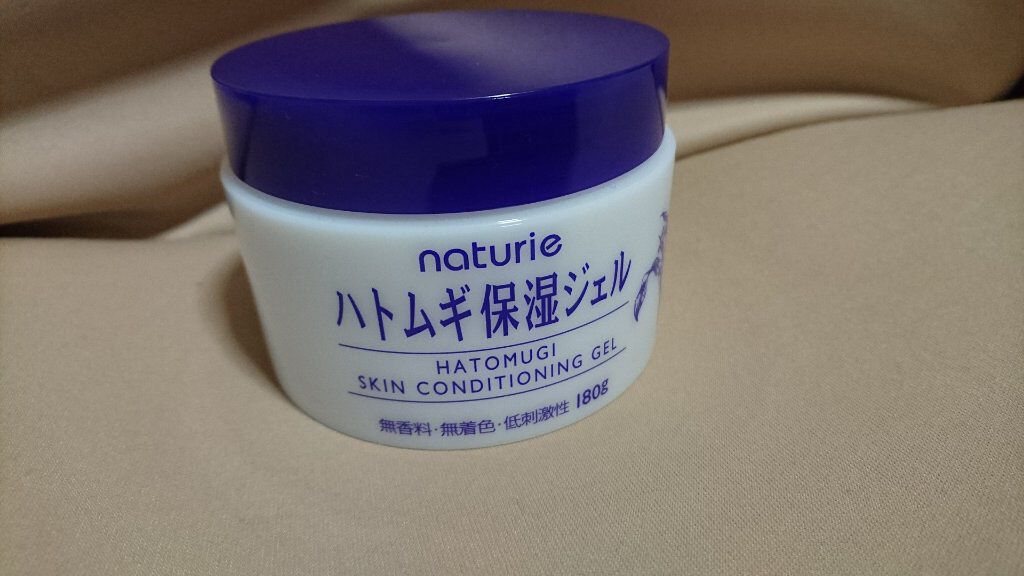 naturie
ハトムギ保湿ジェル
HATOMUGI
SKIN CONDITIONING GEL
無香料・無着色・低刺激性 180g